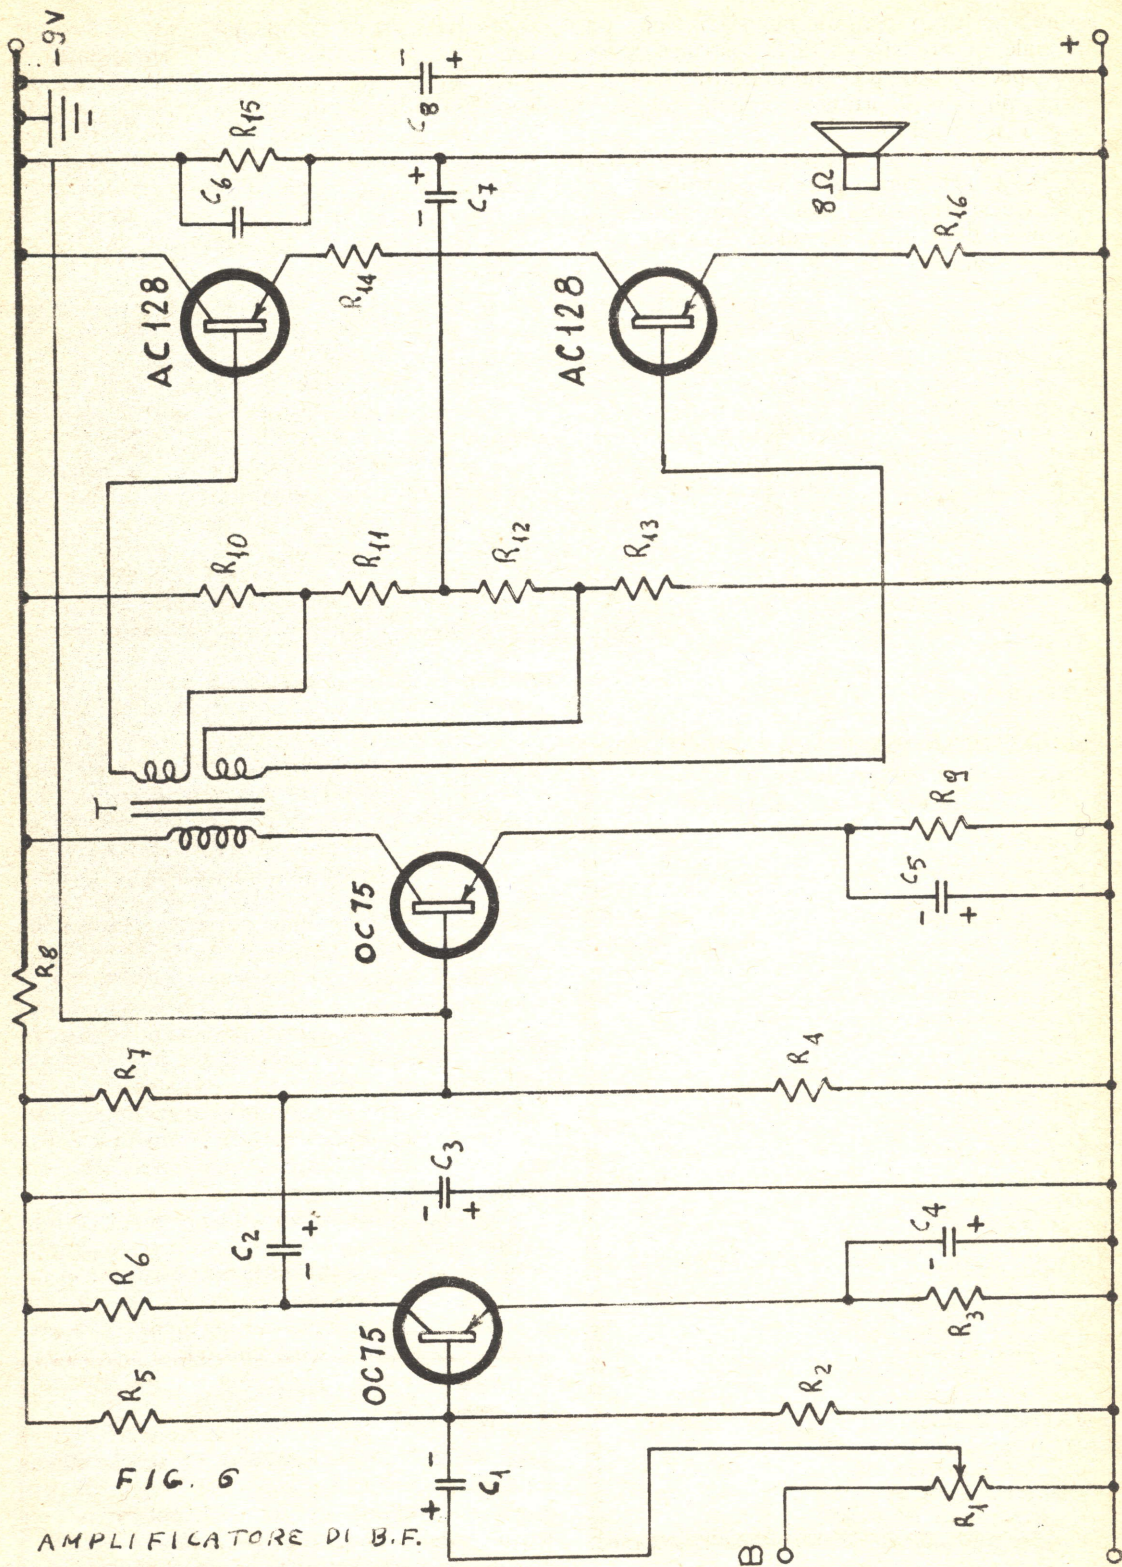 -9V
+
C8
- +
R15
C6
C7
- +
8Ω
AC128
R14
AC128
R16
R10
R11
R12
R13
T
OC75
R9
C5
- +
R8
R7
R4
C3
- +
C2
- +
R6
C4
- +
R3
OC75
R5
R2
C1
+ -
R1
B
FIG. 6
AMPLIFICATORE DI B.F.